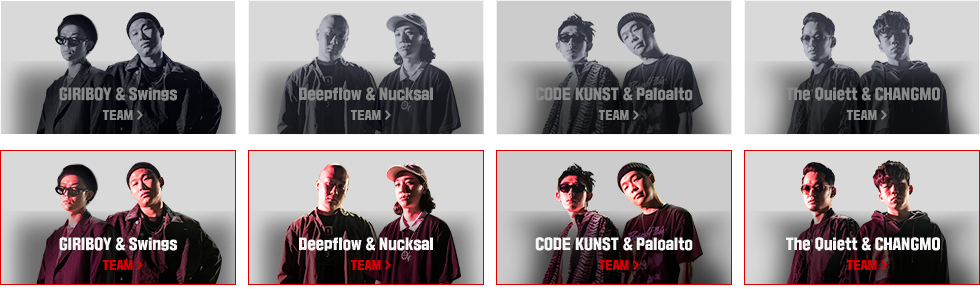 GIRIBOY & Swings
TEAM >
Deepflow & Nucksal
TEAM >
CODE KUNST & Paloalto
TEAM >
The Quiett & CHANGMO
TEAM >
GIRIBOY & Swings
TEAM >
Deepflow & Nucksal
TEAM >
CODE KUNST & Paloalto
TEAM >
The Quiett & CHANGMO
TEAM >